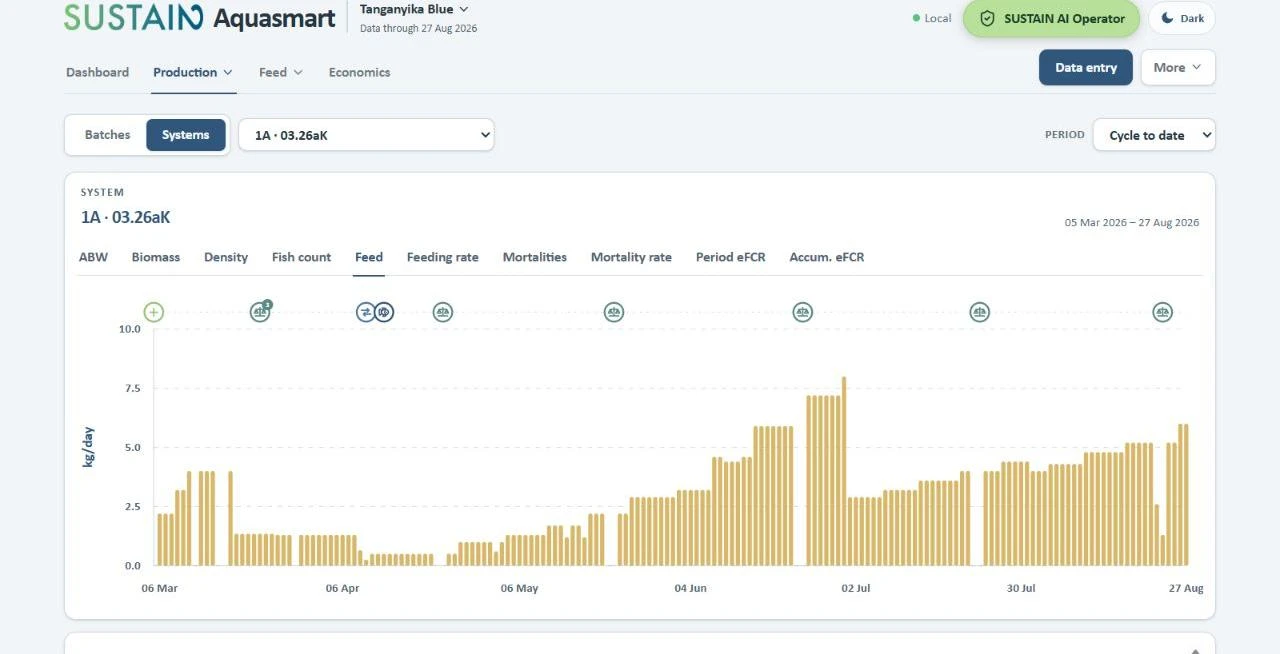 SUSTAIN Aquasmart
Tanganyika Blue
Data through 27 Aug 2026
Local
SUSTAIN AI Operator
Dark
Dashboard
Production
Feed
Economics
Data entry
More
Batches
Systems
1A · 03.26aK
PERIOD
Cycle to date
SYSTEM
1A · 03.26aK
05 Mar 2026 – 27 Aug 2026
ABW
Biomass
Density
Fish count
Feed
Feeding rate
Mortalities
Mortality rate
Period eFCR
Accum. eFCR
10.0
7.5
5.0
2.5
0.0
kg/day
06 Mar
06 Apr
06 May
04 Jun
02 Jul
30 Jul
27 Aug